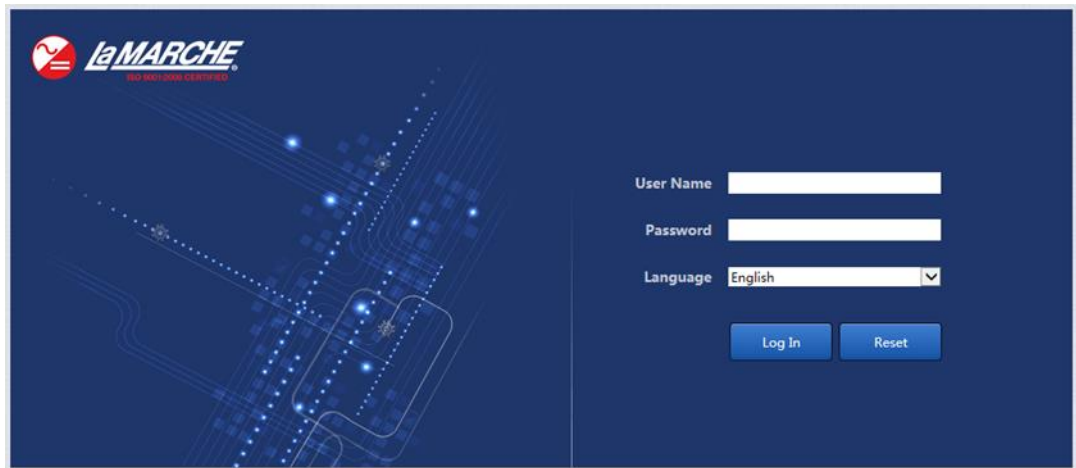 LaMARCHE®
ISO 9001:2008 CERTIFIED
User Name
Password
Language English
Log In Reset